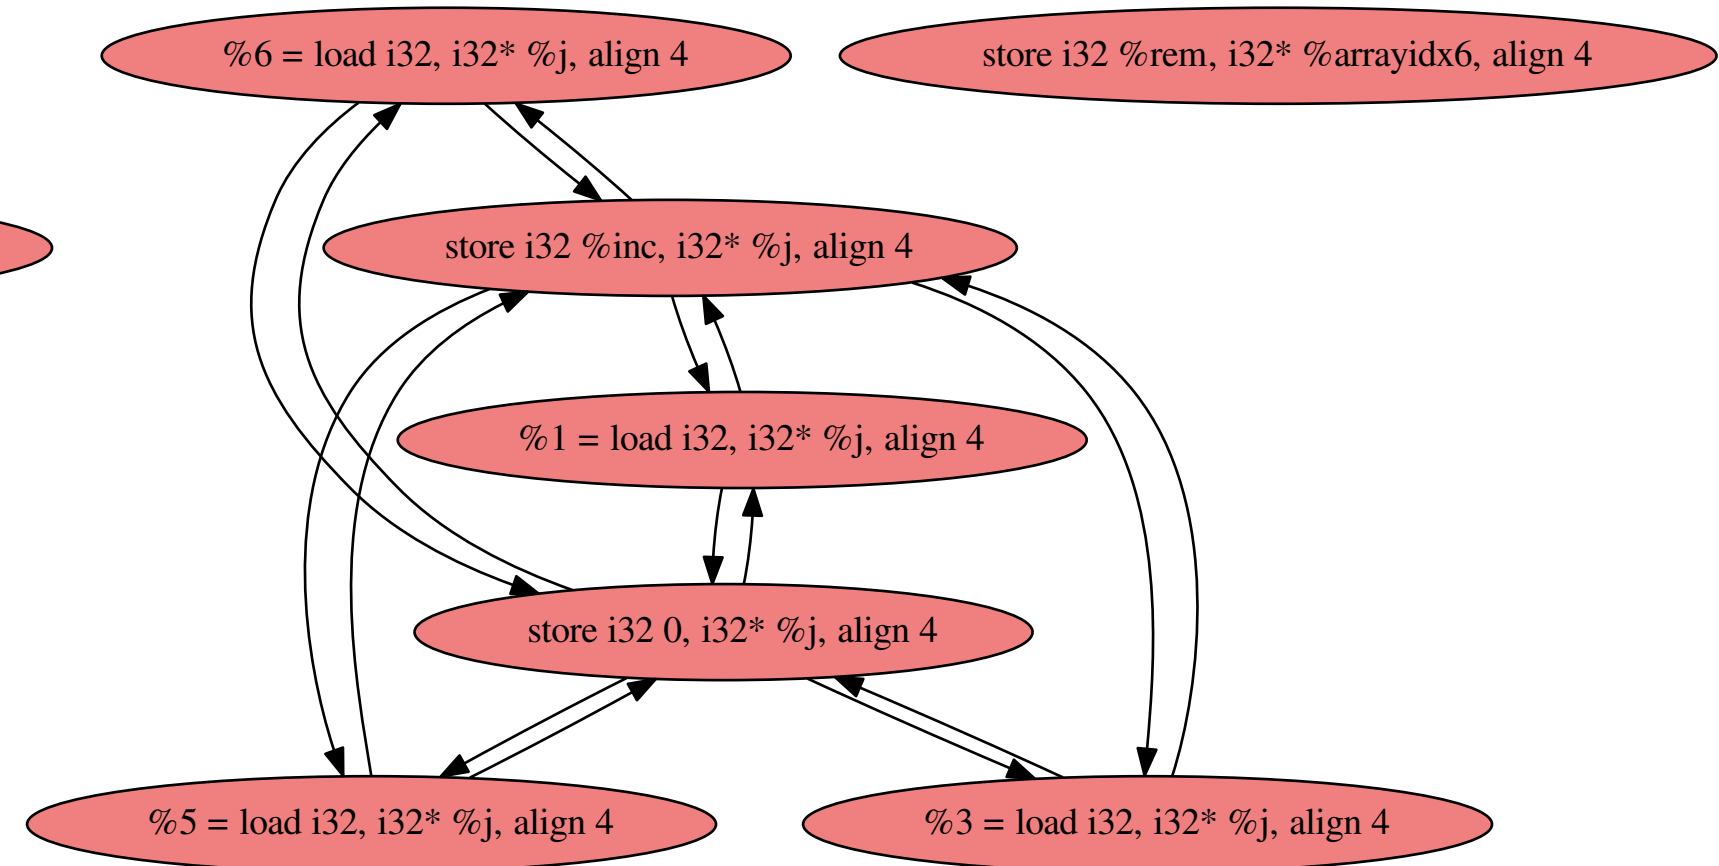 %6 = load i32, i32* %j, align 4
store i32 %rem, i32* %arrayidx6, align 4
store i32 %inc, i32* %j, align 4
%1 = load i32, i32* %j, align 4
store i32 0, i32* %j, align 4
%5 = load i32, i32* %j, align 4
%3 = load i32, i32* %j, align 4